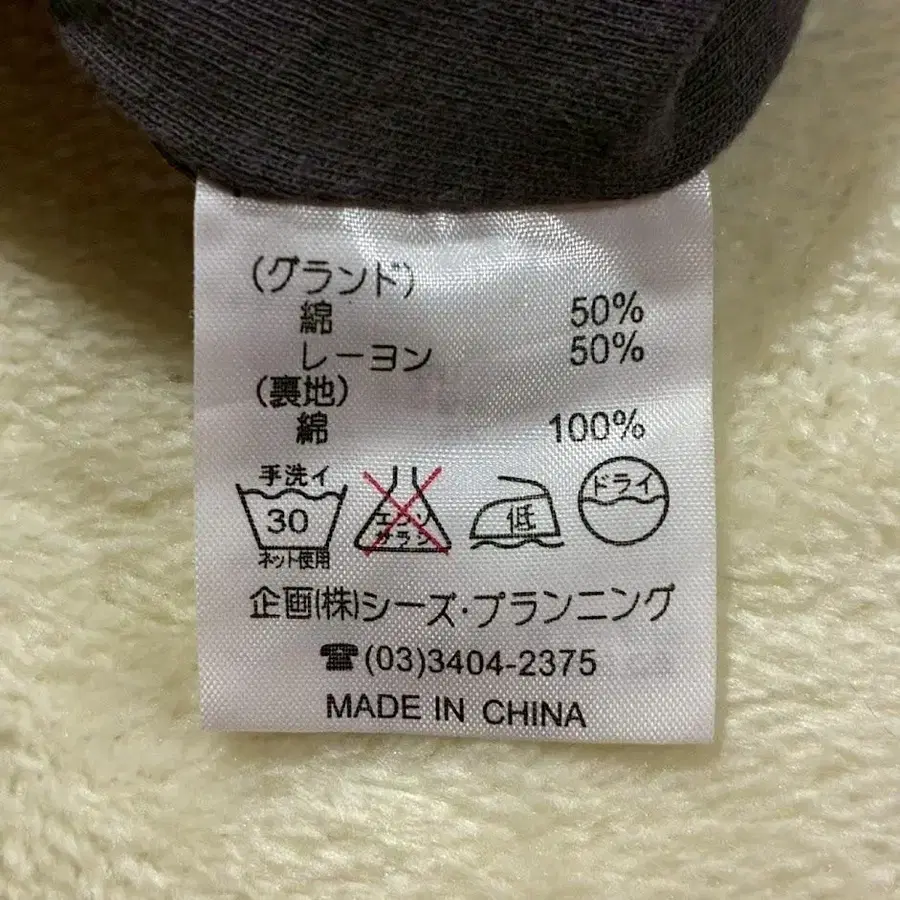 (グランド)
綿 50%
レーヨン 50%
(裏地)
綿 100%
手洗イ
30
ネット使用
エンソ
サラシ
低
ドライ
企画(株)シーズ・プランニング
☎(03)3404-2375
MADE IN CHINA